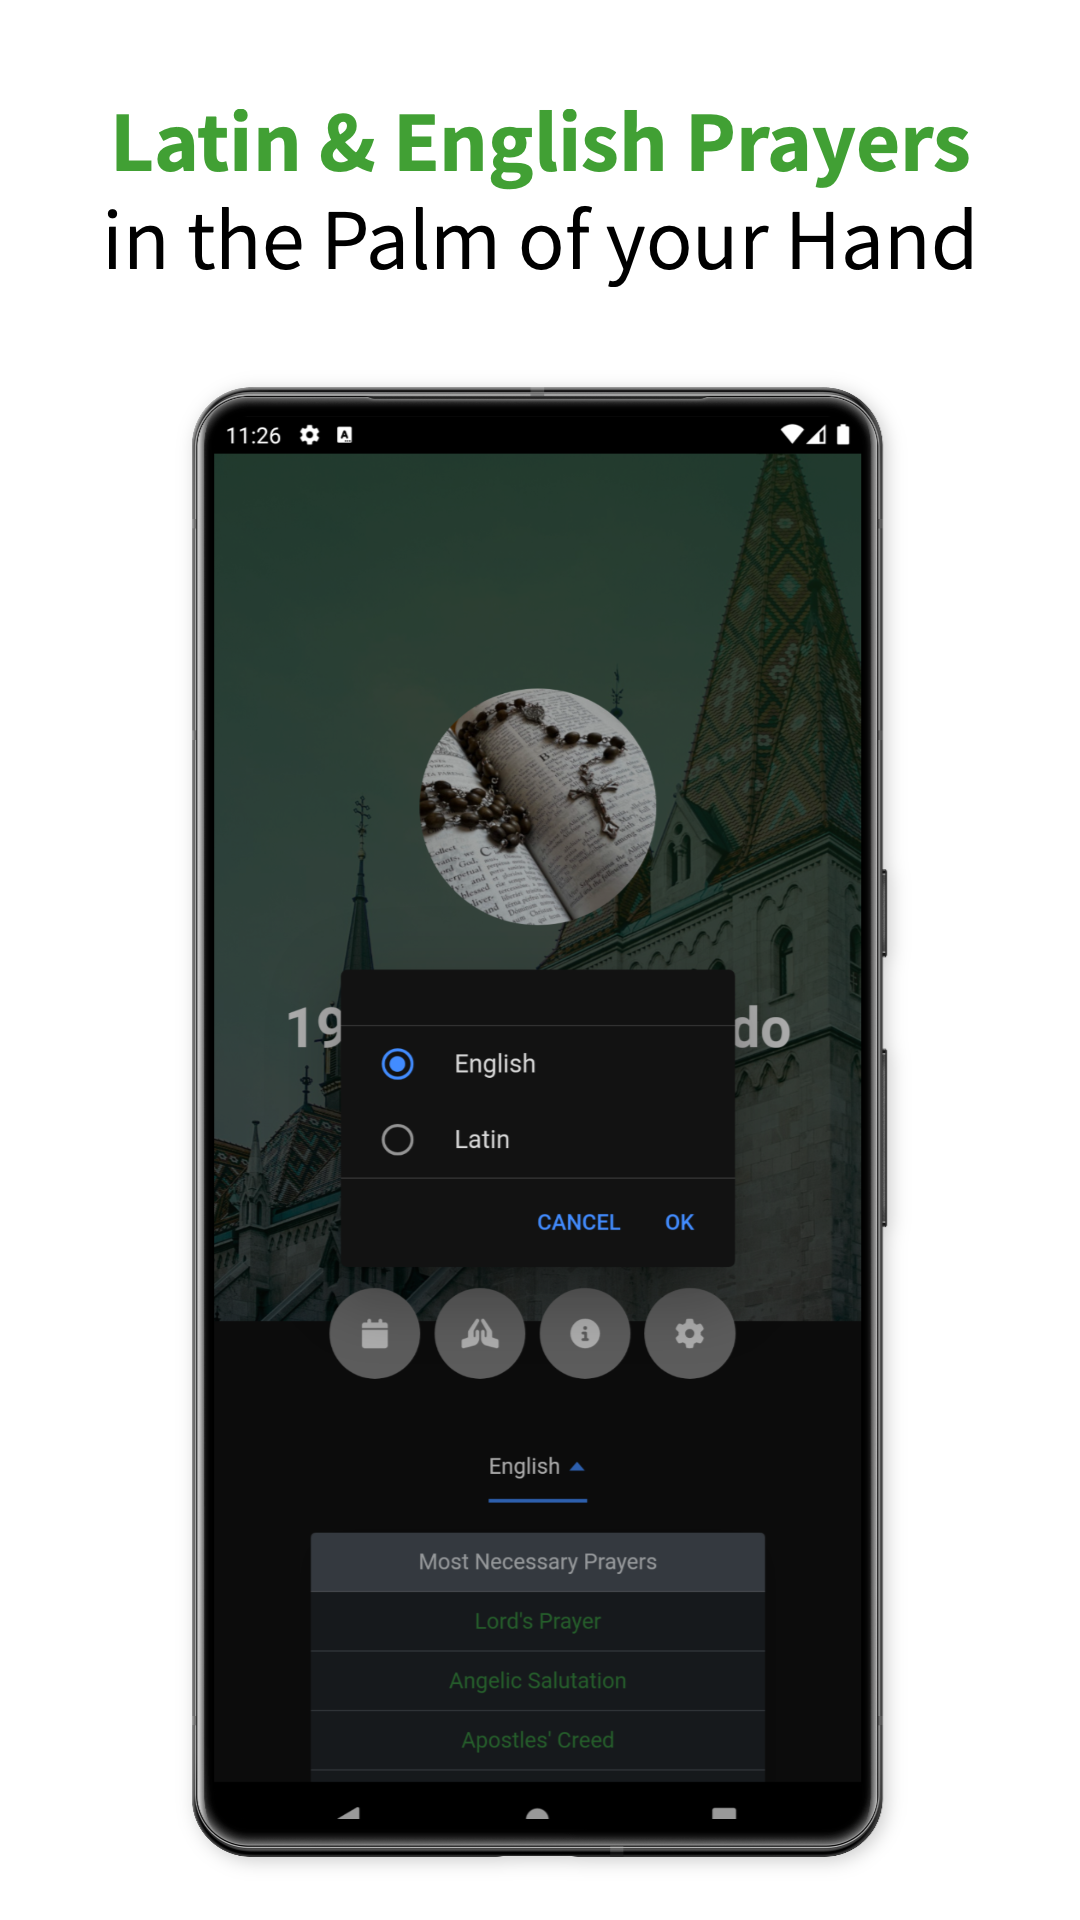 Latin & English Prayers
in the Palm of your Hand
11:26
A
19
do
English
Latin
CANCEL
OK
English
Most Necessary Prayers
Lord's Prayer
Angelic Salutation
Apostles' Creed